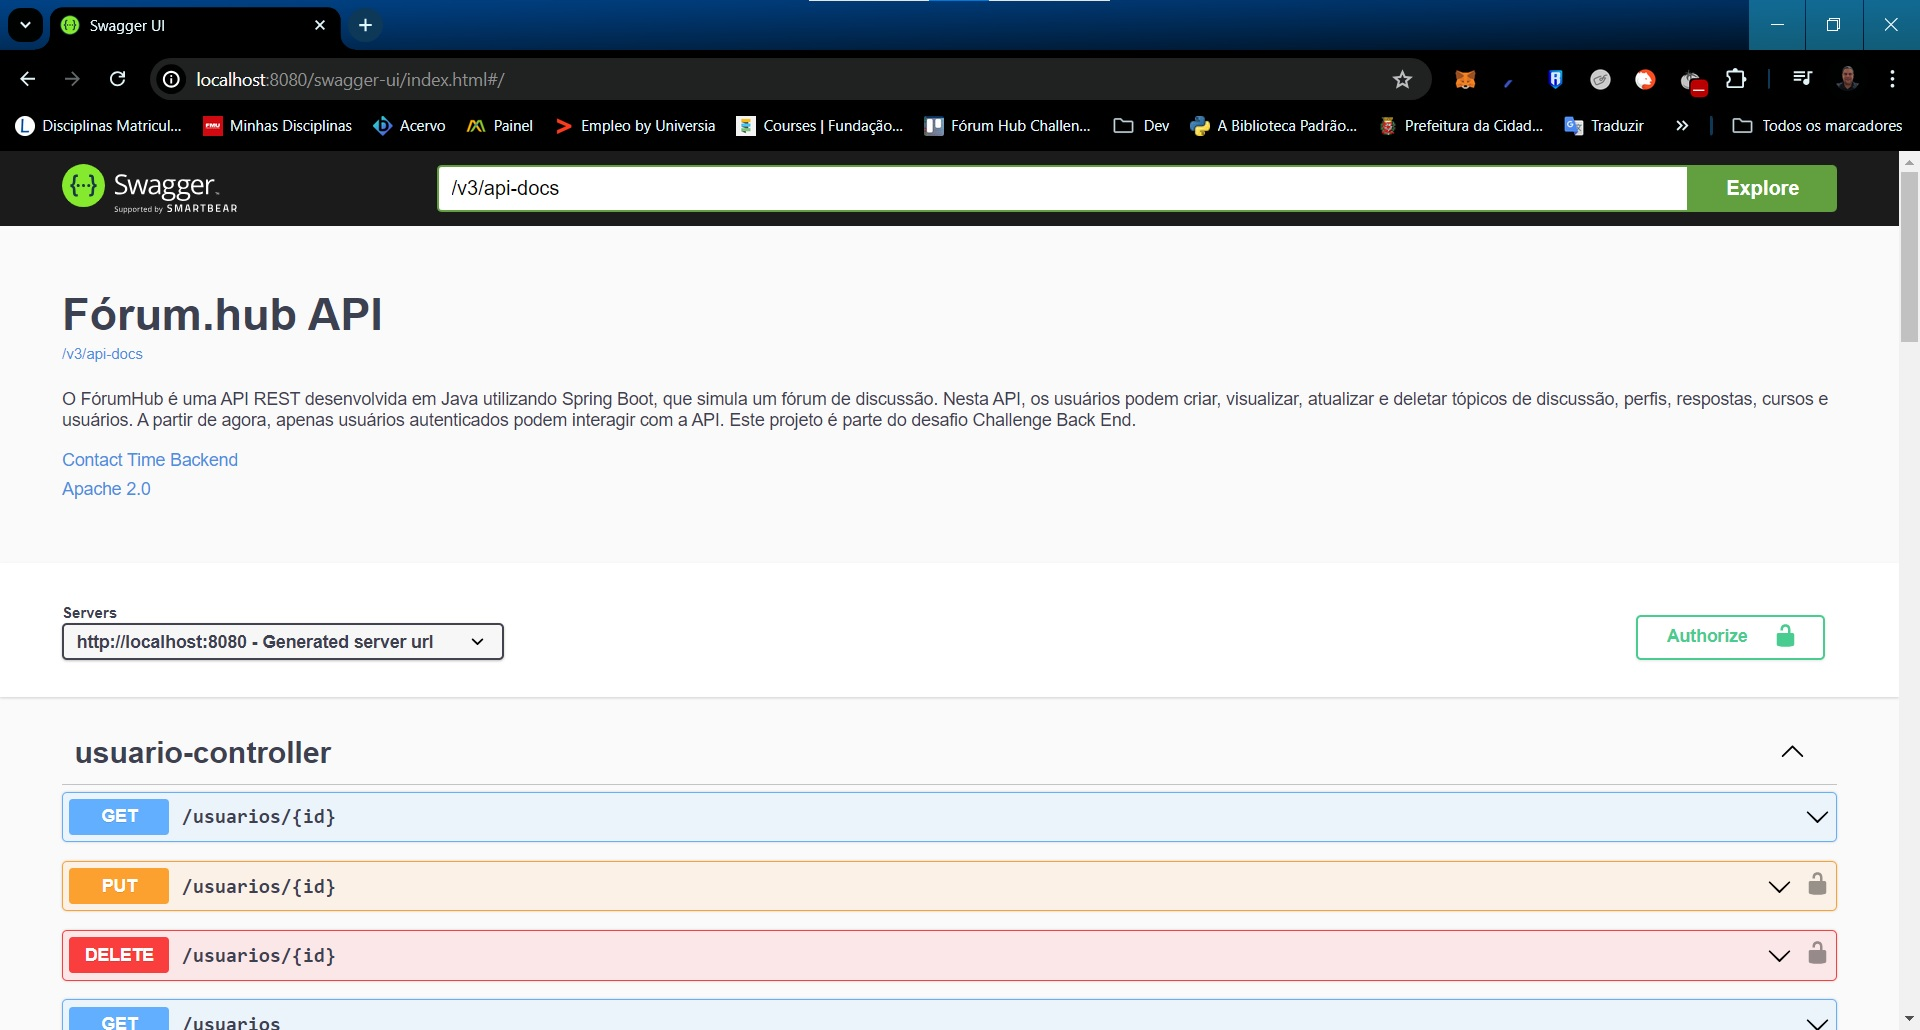 Swagger UI
localhost:8080/swagger-ui/index.html#/
Disciplinas Matricul... Minhas Disciplinas Acervo Painel Empleo by Universia Courses | Fundação... Fórum Hub Challen... Dev A Biblioteca Padrão... Prefeitura da Cidad... Traduzir Todos os marcadores
Swagger
Supported by SMARTBEAR
/v3/api-docs
Explore
Fórum.hub API
/v3/api-docs
O FórumHub é uma API REST desenvolvida em Java utilizando Spring Boot, que simula um fórum de discussão. Nesta API, os usuários podem criar, visualizar, atualizar e deletar tópicos de discussão, perfis, respostas, cursos e
usuários. A partir de agora, apenas usuários autenticados podem interagir com a API. Este projeto é parte do desafio Challenge Back End.
Contact Time Backend
Apache 2.0
Servers
http://localhost:8080 - Generated server url
Authorize
usuario-controller
GET /usuarios/{id}
PUT /usuarios/{id}
DELETE /usuarios/{id}
GET /usuarios